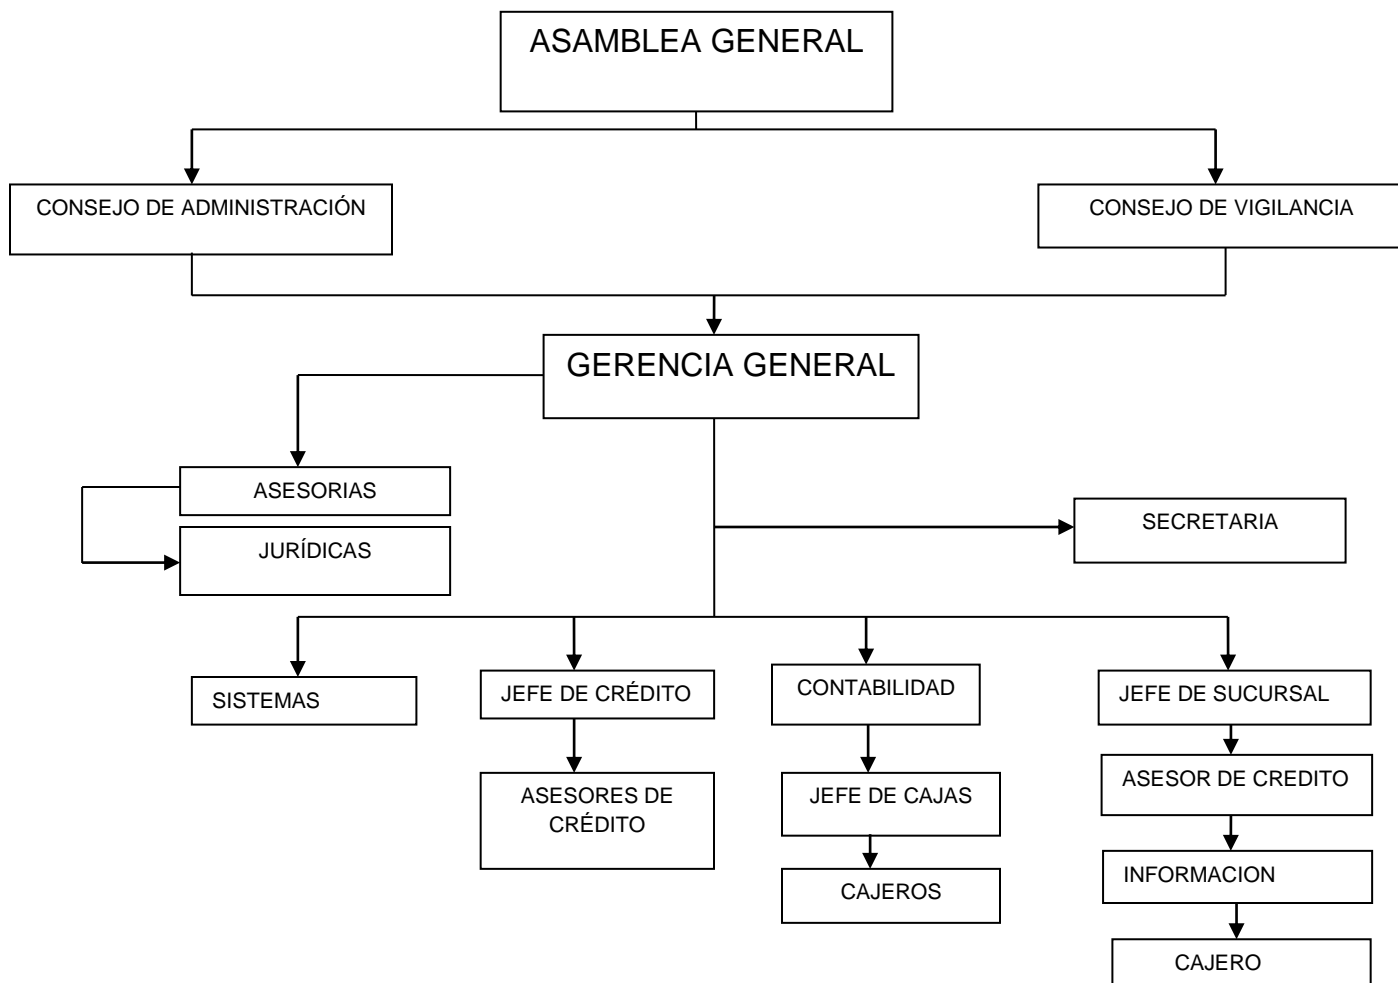 ASAMBLEA GENERAL
CONSEJO DE ADMINISTRACIÓN
CONSEJO DE VIGILANCIA
GERENCIA GENERAL
ASESORIAS
JURÍDICAS
SECRETARIA
SISTEMAS
JEFE DE CRÉDITO
CONTABILIDAD
JEFE DE SUCURSAL
ASESORES DE
CRÉDITO
JEFE DE CAJAS
ASESOR DE CREDITO
CAJEROS
INFORMACION
CAJERO